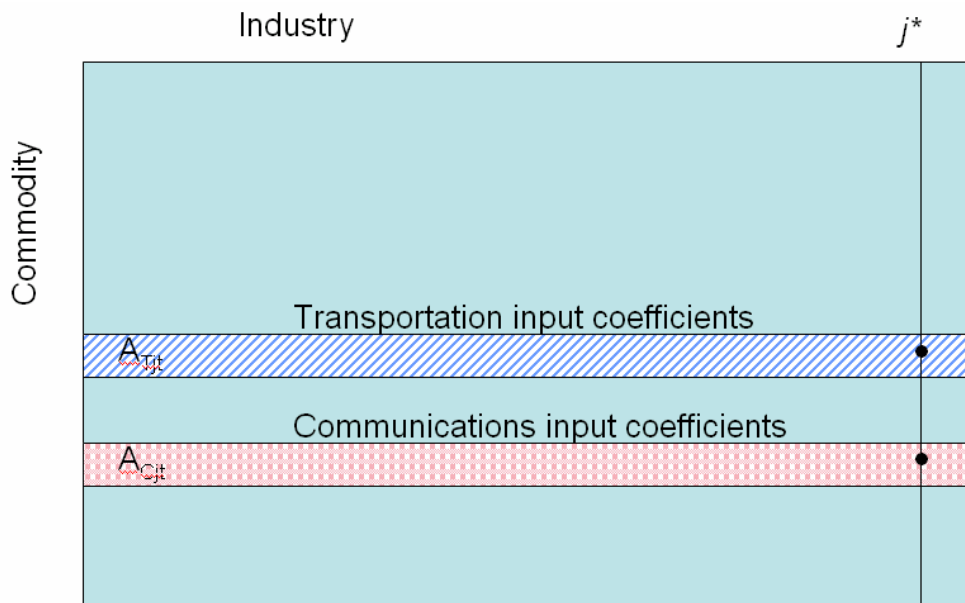 Industry
j*
Commodity
Transportation input coefficients
A_Tjt
Communications input coefficients
A_Cjt